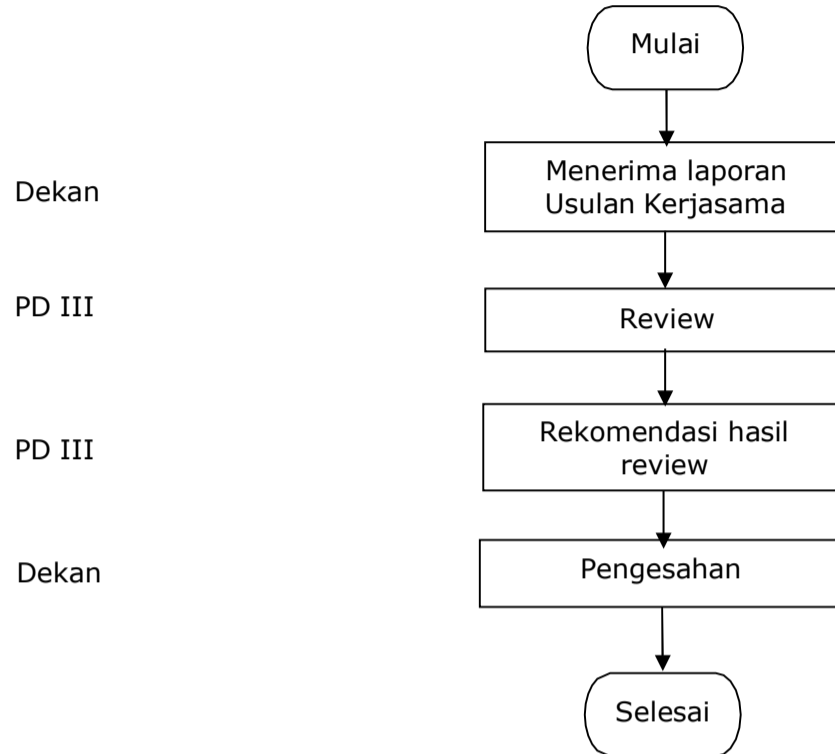 Mulai
Dekan
Menerima laporan
Usulan Kerjasama
PD III
Review
PD III
Rekomendasi hasil
review
Dekan
Pengesahan
Selesai